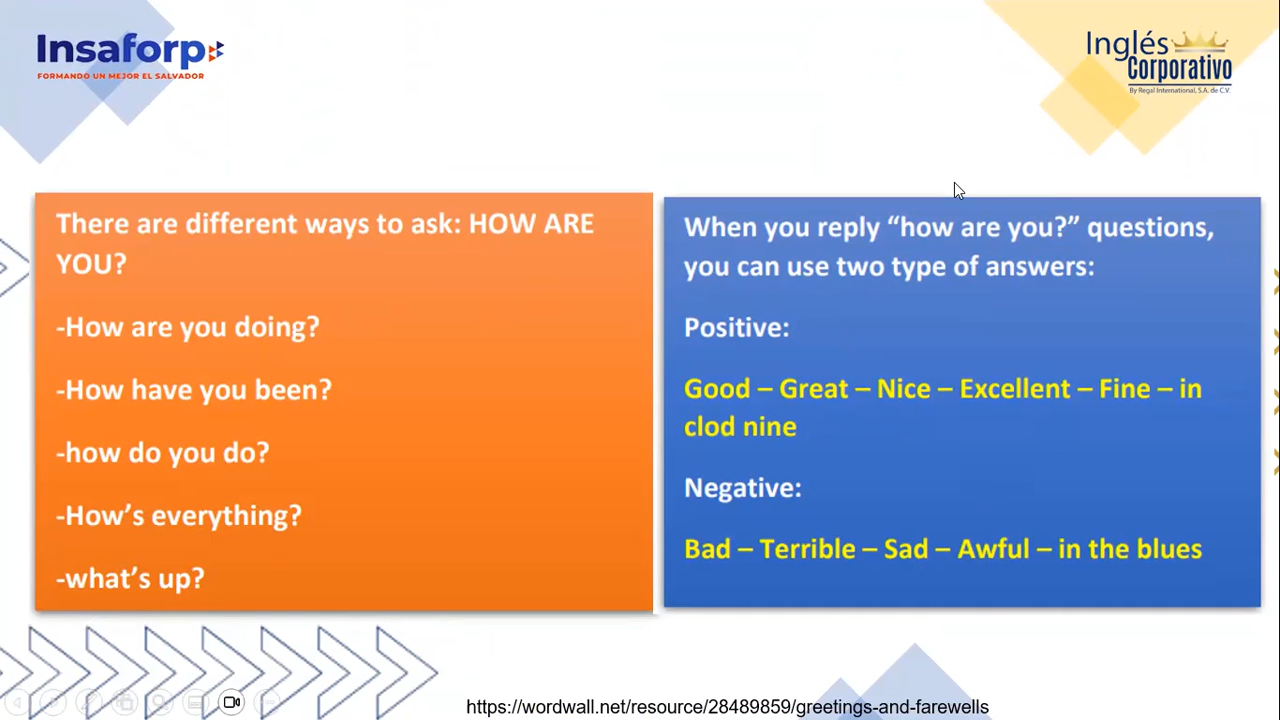 Insaforp
FORMANDO UN MEJOR EL SALVADOR
Inglés
Corporativo
By Regal International, S.A. de C.V.
There are different ways to ask: HOW ARE
YOU?
-How are you doing?
-How have you been?
-how do you do?
-How’s everything?
-what’s up?
When you reply “how are you?” questions,
you can use two type of answers:
Positive:
Good – Great – Nice – Excellent – Fine – in
clod nine
Negative:
Bad – Terrible – Sad – Awful – in the blues
https://wordwall.net/resource/28489859/greetings-and-farewells